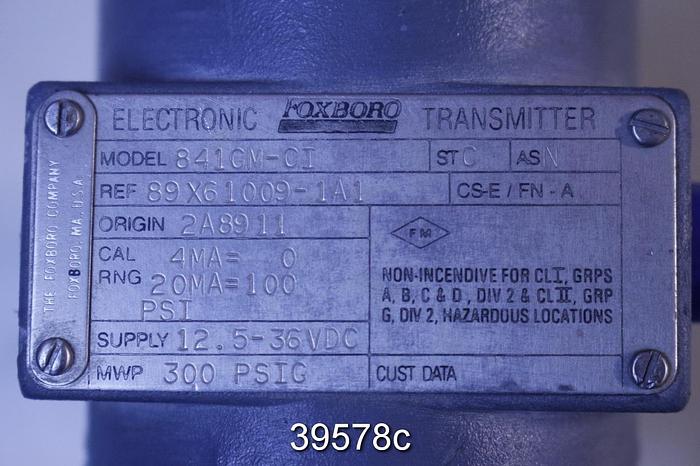 ELECTRONIC FOXBORO TRANSMITTER
THE FOXBORO COMPANY
FOXBORO, MA. U.S.A.
MODEL 841GM-CI ST C AS N
REF 89X61009-1A1 CS-E / FN - A
ORIGIN 2A8911
CAL 4MA= 0
RNG 20MA=100
PSI
SUPPLY 12.5-36VDC
MWP 300 PSIG
FM
NON-INCENDIVE FOR CL I, GRPS
A, B, C & D , DIV 2 & CL II, GRP
G, DIV 2, HAZARDOUS LOCATIONS
CUST DATA
39578c